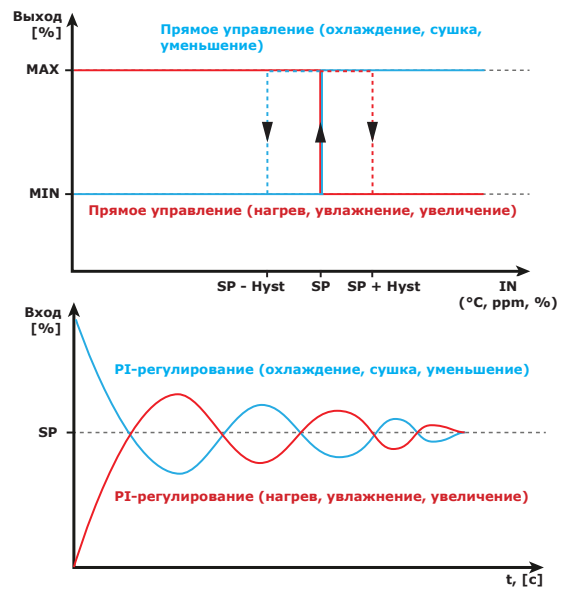 Выход
[%]
Прямое управление (охлаждение, сушка,
уменьшение)
MAX
MIN
Прямое управление (нагрев, увлажнение, увеличение)
SP - Hyst
SP
SP + Hyst
IN
(°C, ppm, %)
Вход
[%]
PI-регулирование (охлаждение, сушка, уменьшение)
SP
PI-регулирование (нагрев, увлажнение, увеличение)
t, [c]